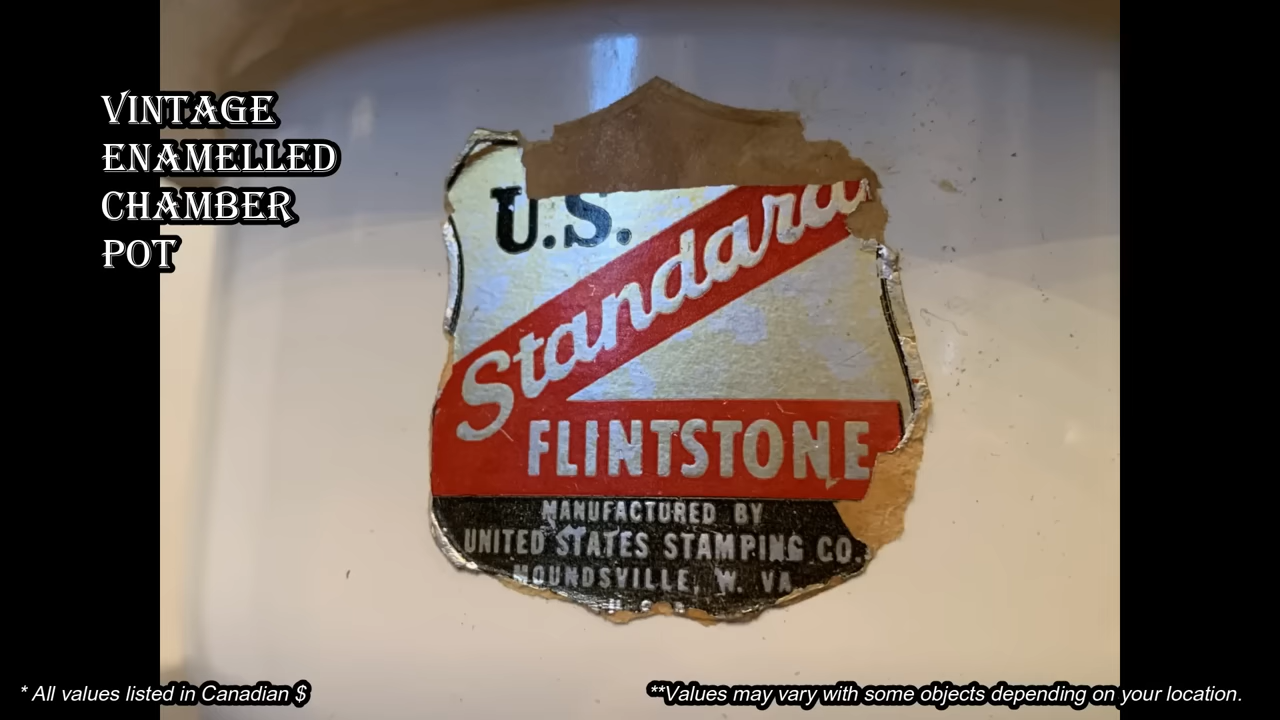 VINTAGE
ENAMELLED
CHAMBER
POT
U.S.
Standard
FLINTSTONE
MANUFACTURED BY
UNITED STATES STAMPING CO.
MOUNDSVILLE, W. VA.
* All values listed in Canadian $
**Values may vary with some objects depending on your location.